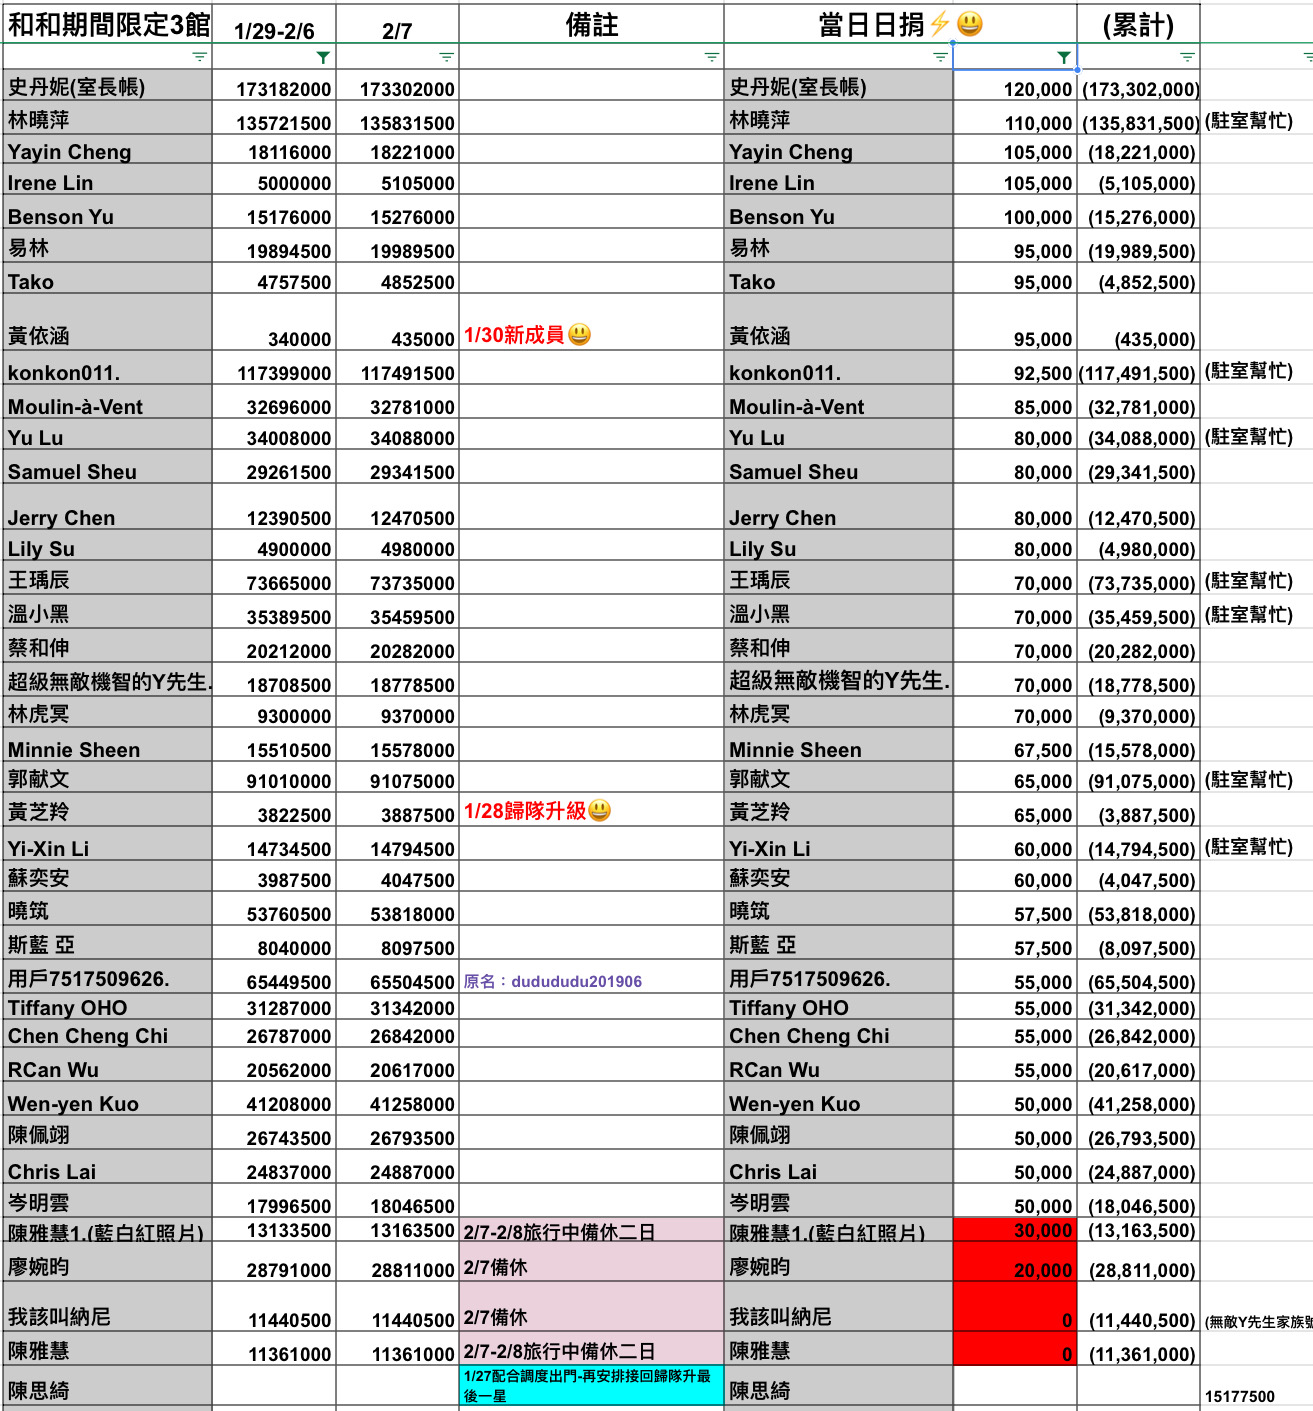 和和期間限定3館 1/29-2/6 2/7 備註 當日日捐⚡😃 (累計)
史丹妮(室長帳) 173182000 173302000 史丹妮(室長帳) 120,000 (173,302,000)
林曉萍 135721500 135831500 林曉萍 110,000 (135,831,500) (駐室幫忙)
Yayin Cheng 18116000 18221000 Yayin Cheng 105,000 (18,221,000)
Irene Lin 5000000 5105000 Irene Lin 105,000 (5,105,000)
Benson Yu 15176000 15276000 Benson Yu 100,000 (15,276,000)
易林 19894500 19989500 易林 95,000 (19,989,500)
Tako 4757500 4852500 Tako 95,000 (4,852,500)
黃依涵 340000 435000 1/30新成員😃 黃依涵 95,000 (435,000)
konkon011. 117399000 117491500 konkon011. 92,500 (117,491,500) (駐室幫忙)
Moulin-à-Vent 32696000 32781000 Moulin-à-Vent 85,000 (32,781,000)
Yu Lu 34008000 34088000 Yu Lu 80,000 (34,088,000) (駐室幫忙)
Samuel Sheu 29261500 29341500 Samuel Sheu 80,000 (29,341,500)
Jerry Chen 12390500 12470500 Jerry Chen 80,000 (12,470,500)
Lily Su 4900000 4980000 Lily Su 80,000 (4,980,000)
王瑀辰 73665000 73735000 王瑀辰 70,000 (73,735,000) (駐室幫忙)
溫小黑 35389500 35459500 溫小黑 70,000 (35,459,500) (駐室幫忙)
蔡和伸 20212000 20282000 蔡和伸 70,000 (20,282,000)
超級無敵機智的Y先生. 18708500 18778500 超級無敵機智的Y先生. 70,000 (18,778,500)
林虎冥 9300000 9370000 林虎冥 70,000 (9,370,000)
Minnie Sheen 15510500 15578000 Minnie Sheen 67,500 (15,578,000)
郭献文 91010000 91075000 郭献文 65,000 (91,075,000) (駐室幫忙)
黃芝羚 3822500 3887500 1/28歸隊升級😃 黃芝羚 65,000 (3,887,500)
Yi-Xin Li 14734500 14794500 Yi-Xin Li 60,000 (14,794,500) (駐室幫忙)
蘇奕安 3987500 4047500 蘇奕安 60,000 (4,047,500)
曉筑 53760500 53818000 曉筑 57,500 (53,818,000)
斯藍 亞 8040000 8097500 斯藍 亞 57,500 (8,097,500)
用戶7517509626. 65449500 65504500 原名：dudududu201906 用戶7517509626. 55,000 (65,504,500)
Tiffany OHO 31287000 31342000 Tiffany OHO 55,000 (31,342,000)
Chen Cheng Chi 26787000 26842000 Chen Cheng Chi 55,000 (26,842,000)
RCan Wu 20562000 20617000 RCan Wu 55,000 (20,617,000)
Wen-yen Kuo 41208000 41258000 Wen-yen Kuo 50,000 (41,258,000)
陳佩翊 26743500 26793500 陳佩翊 50,000 (26,793,500)
Chris Lai 24837000 24887000 Chris Lai 50,000 (24,887,000)
岑明雲 17996500 18046500 岑明雲 50,000 (18,046,500)
陳雅慧1.(藍白紅照片) 13133500 13163500 2/7-2/8旅行中備休二日 陳雅慧1.(藍白紅照片) 30,000 (13,163,500)
廖婉昀 28791000 28811000 2/7備休 廖婉昀 20,000 (28,811,000)
我該叫納尼 11440500 11440500 2/7備休 我該叫納尼 0 (11,440,500) (無敵Y先生家族號
陳雅慧 11361000 11361000 2/7-2/8旅行中備休二日 陳雅慧 0 (11,361,000)
陳思綺 1/27配合調度出門-再安排接回歸隊升最
後一星 陳思綺 15177500